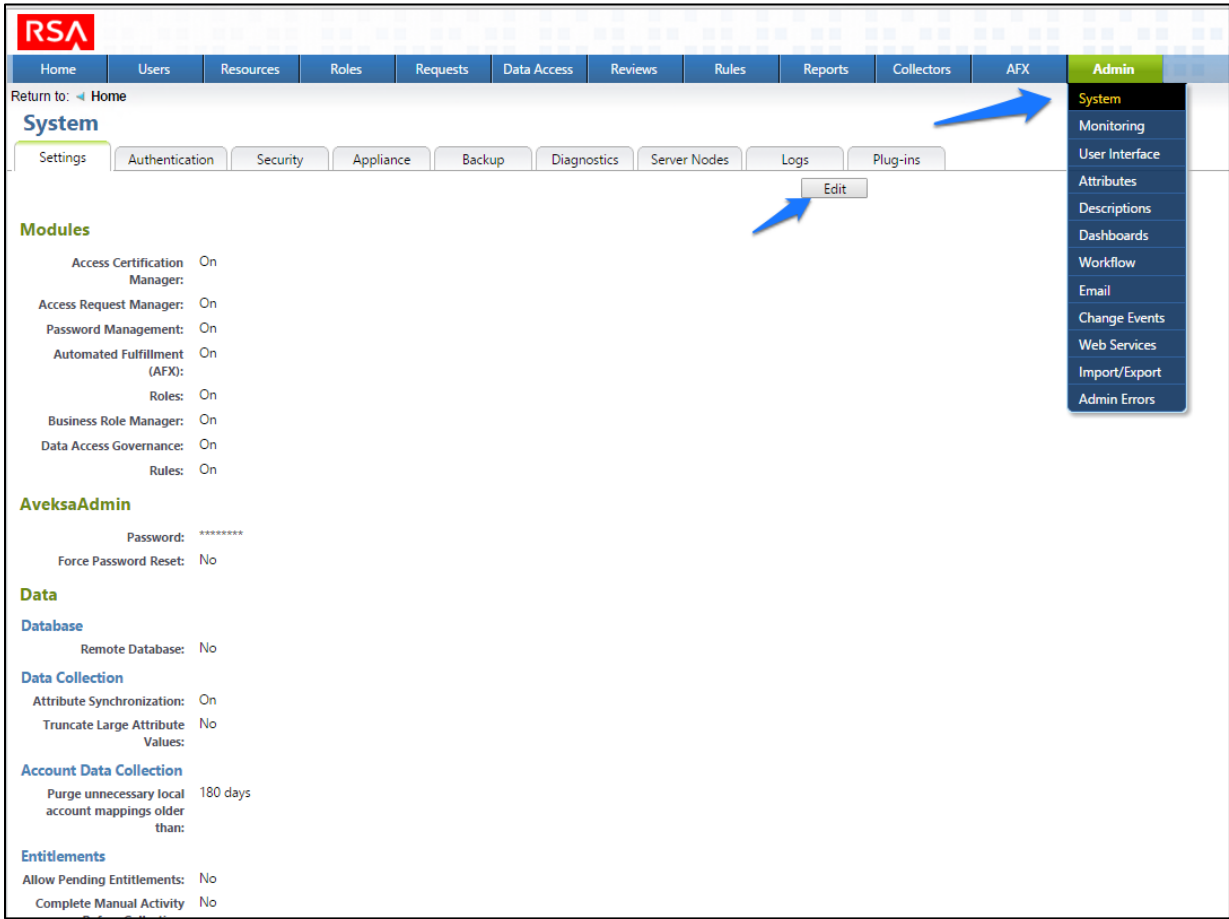 RSA
Home Users Resources Roles Requests Data Access Reviews Rules Reports Collectors AFX Admin
Return to: Home
System
Settings Authentication Security Appliance Backup Diagnostics Server Nodes Logs Plug-ins
Edit
System
Monitoring
User Interface
Attributes
Descriptions
Dashboards
Workflow
Email
Change Events
Web Services
Import/Export
Admin Errors
Modules
Access Certification Manager: On
Access Request Manager: On
Password Management: On
Automated Fulfillment (AFX): On
Roles: On
Business Role Manager: On
Data Access Governance: On
Rules: On
AveksaAdmin
Password: ********
Force Password Reset: No
Data
Database
Remote Database: No
Data Collection
Attribute Synchronization: On
Truncate Large Attribute Values: No
Account Data Collection
Purge unnecessary local account mappings older than: 180 days
Entitlements
Allow Pending Entitlements: No
Complete Manual Activity No